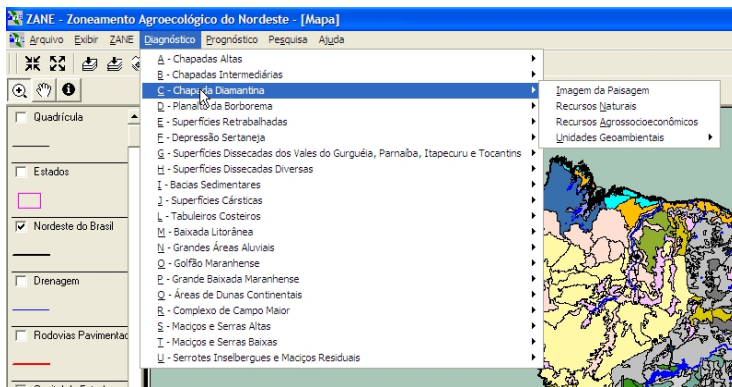 ZANE - Zoneamento Agroecológico do Nordeste - [Mapa]
Arquivo Exibir ZANE Diagnóstico Prognóstico Pesquisa Ajuda
A - Chapadas Altas
B - Chapadas Intermediárias
C - Chapada Diamantina
D - Planalto da Borborema
E - Superfícies Retrabalhadas
F - Depressão Sertaneja
G - Superfícies Dissecadas dos Vales do Gurguéia, Parnaíba, Itapecuru e Tocantins
H - Superfícies Dissecadas Diversas
I - Bacias Sedimentares
J - Superfícies Cársticas
L - Tabuleiros Costeiros
M - Baixada Litorânea
N - Grandes Áreas Aluviais
O - Golfão Maranhense
P - Grande Baixada Maranhense
Q - Áreas de Dunas Continentais
R - Complexo de Campo Maior
S - Maciços e Serras Altas
T - Maciços e Serras Baixas
U - Serrotes Inselbergues e Maciços Residuais
Imagem da Paisagem
Recursos Naturais
Recursos Agrossocioeconômicos
Unidades Geoambientais
Quadrícula
Estados
Nordeste do Brasil
Drenagem
Rodovias Pavimentac